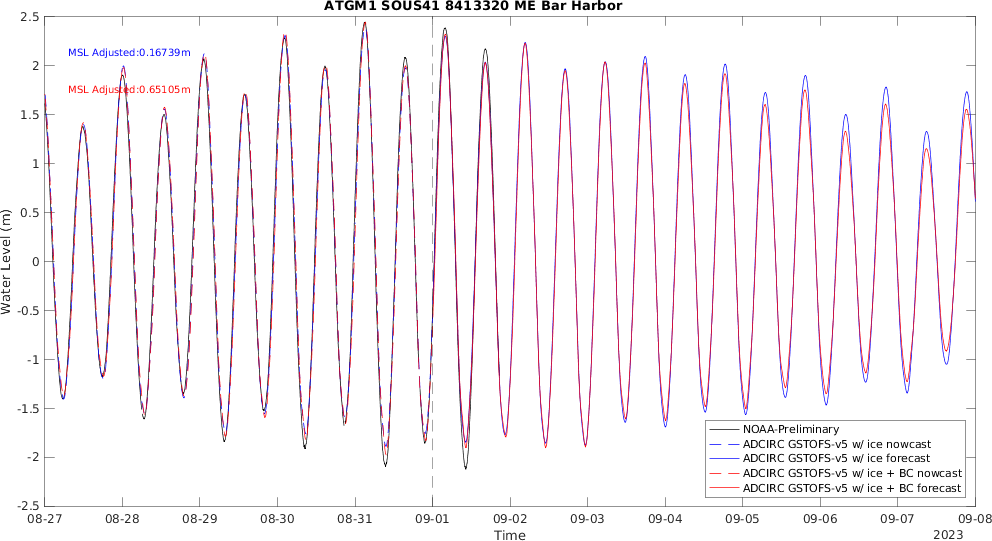 ATGM1 SOUS41 8413320 ME Bar Harbor
2.5
2
1.5
1
0.5
0
-0.5
-1
-1.5
-2
-2.5
Water Level (m)
MSL Adjusted:0.16739m
MSL Adjusted:0.65105m
NOAA-Preliminary
ADCIRC GSTOFS-v5 w/ ice nowcast
ADCIRC GSTOFS-v5 w/ ice forecast
ADCIRC GSTOFS-v5 w/ ice + BC nowcast
ADCIRC GSTOFS-v5 w/ ice + BC forecast
08-27 08-28 08-29 08-30 08-31 09-01 09-02 09-03 09-04 09-05 09-06 09-07 09-08
Time
2023